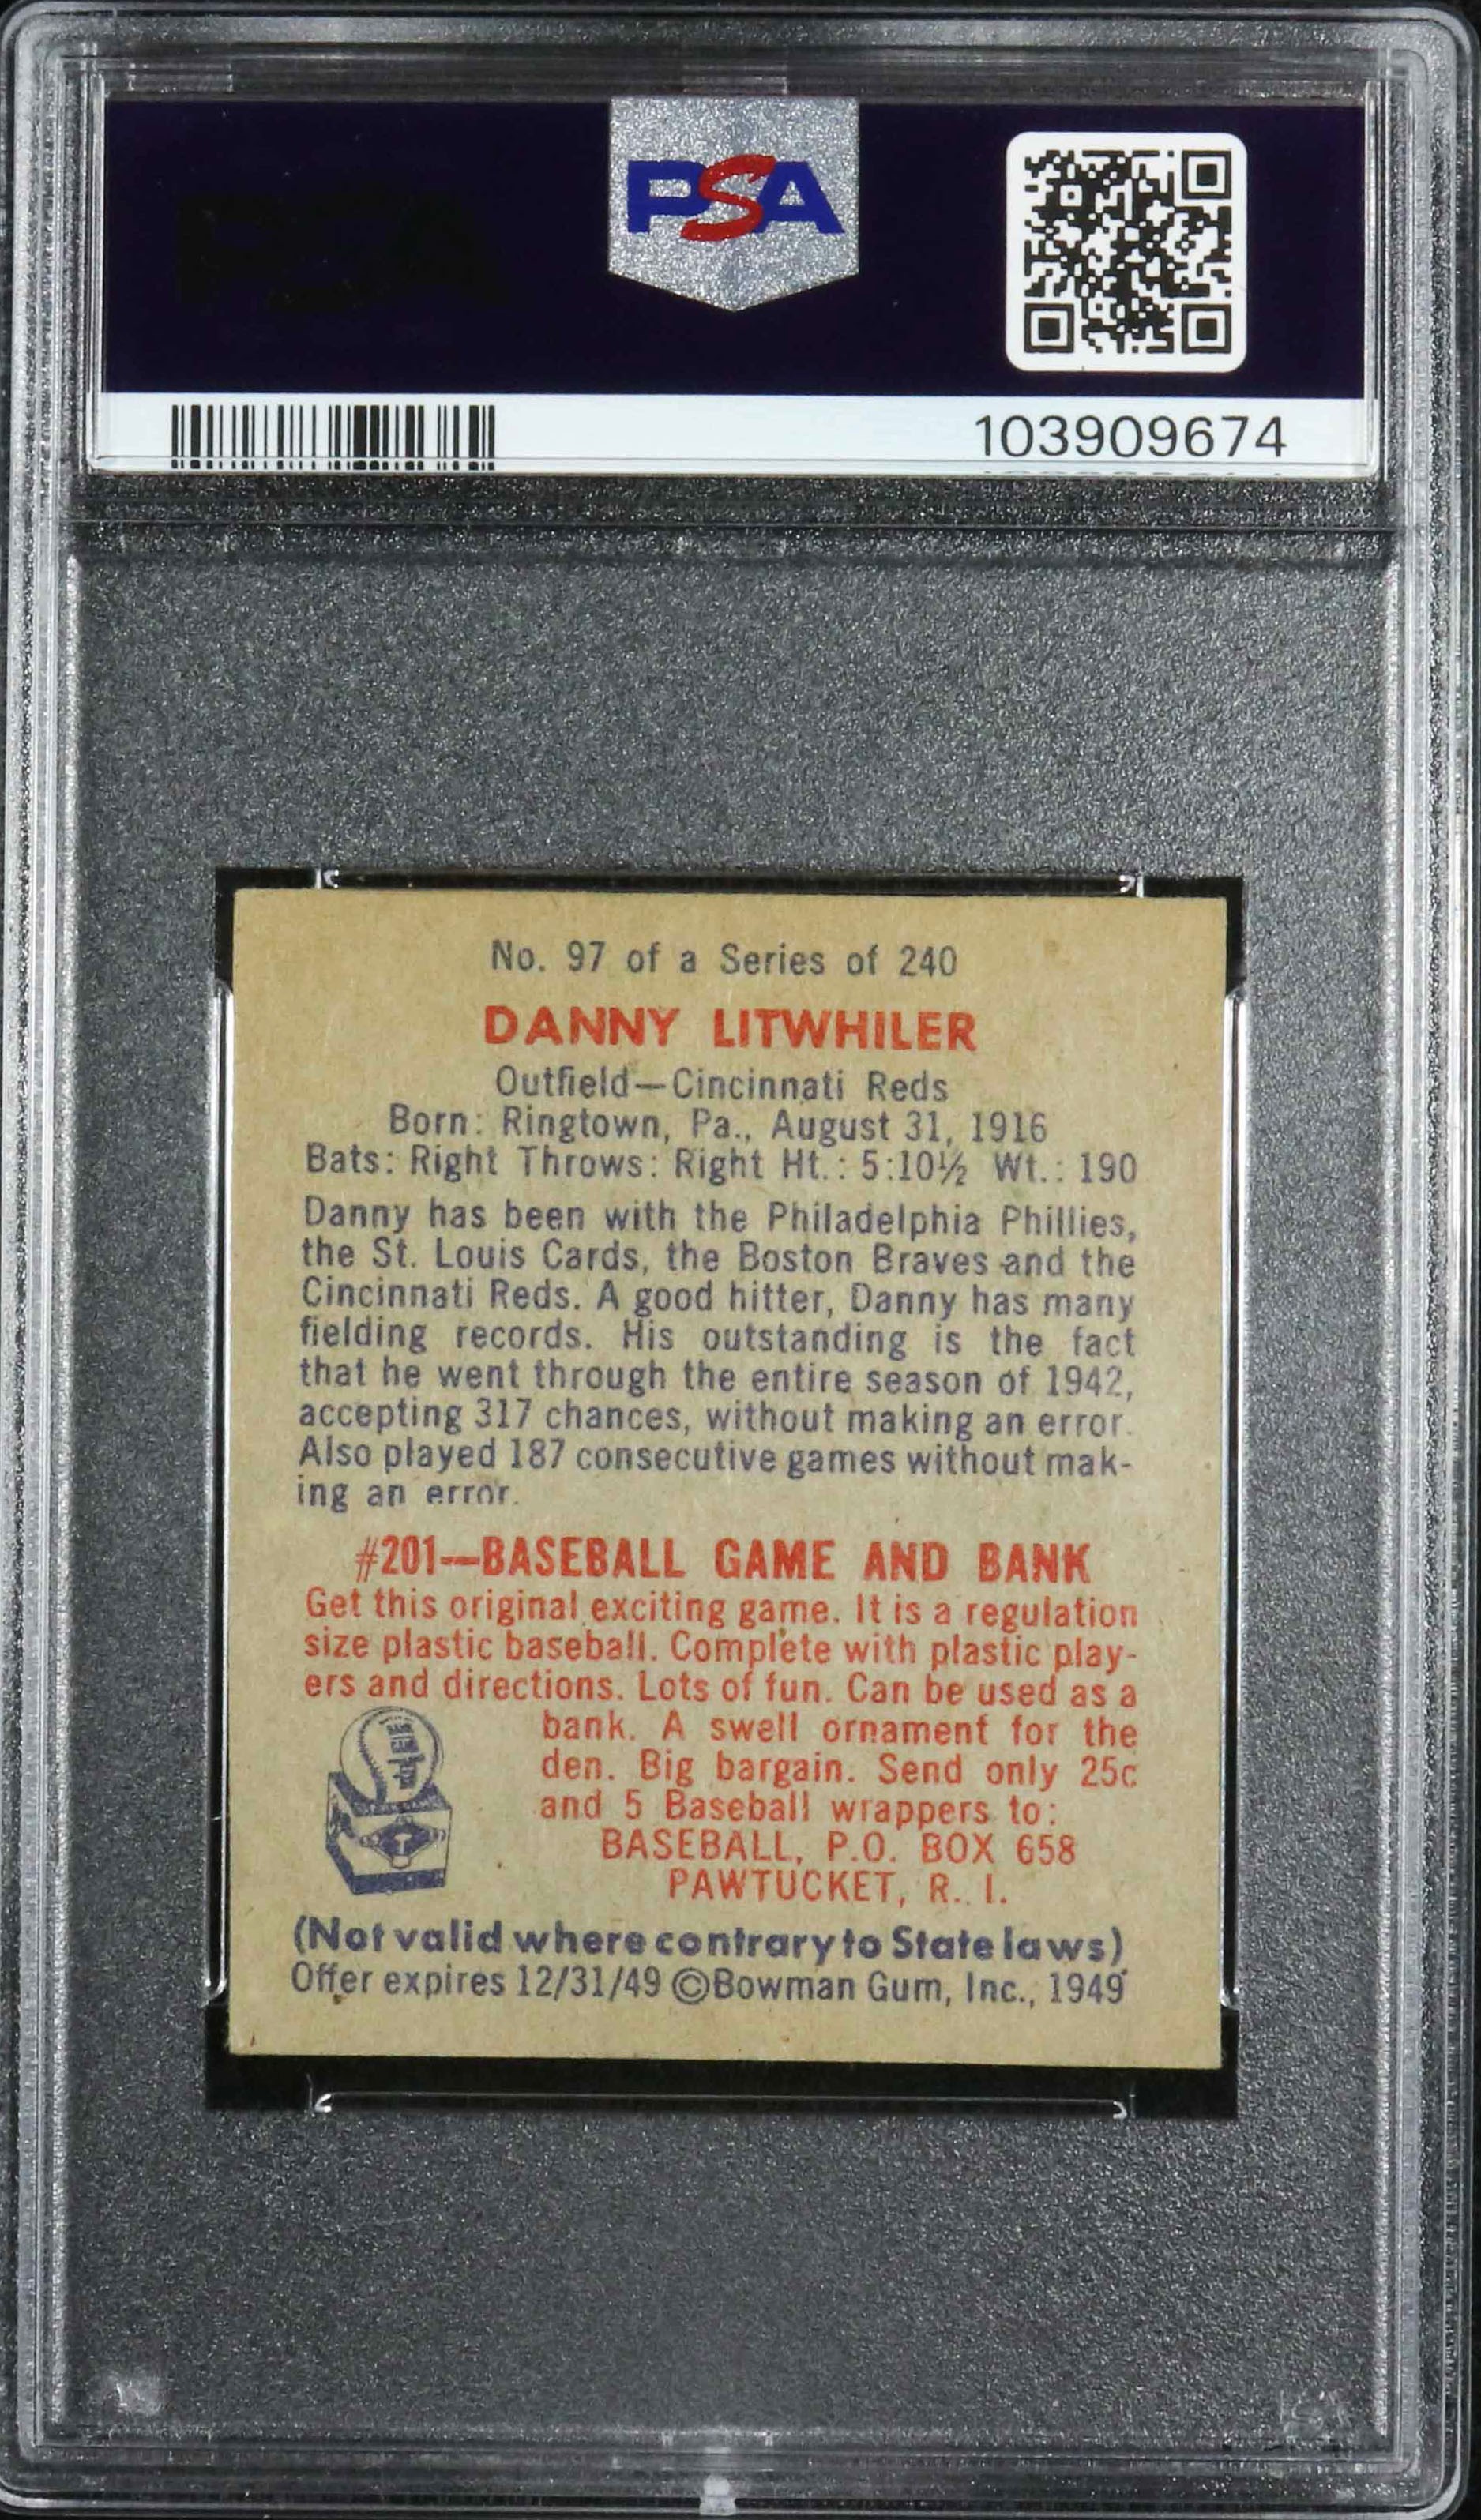 PSA
103909674
No. 97 of a Series of 240
DANNY LITWHILER
Outfield—Cincinnati Reds
Born: Ringtown, Pa., August 31, 1916
Bats: Right Throws: Right Ht.: 5:10½ Wt.: 190
Danny has been with the Philadelphia Phillies,
the St. Louis Cards, the Boston Braves and the
Cincinnati Reds. A good hitter, Danny has many
fielding records. His outstanding is the fact
that he went through the entire season of 1942,
accepting 317 chances, without making an error.
Also played 187 consecutive games without mak-
ing an error.
#201—BASEBALL GAME AND BANK
Get this original exciting game. It is a regulation
size plastic baseball. Complete with plastic play-
ers and directions. Lots of fun. Can be used as a
bank. A swell ornament for the
den. Big bargain. Send only 25c
and 5 Baseball wrappers to:
BASEBALL, P.O. BOX 658
PAWTUCKET, R. I.
(Not valid where contrary to State laws)
Offer expires 12/31/49 ©Bowman Gum, Inc., 1949